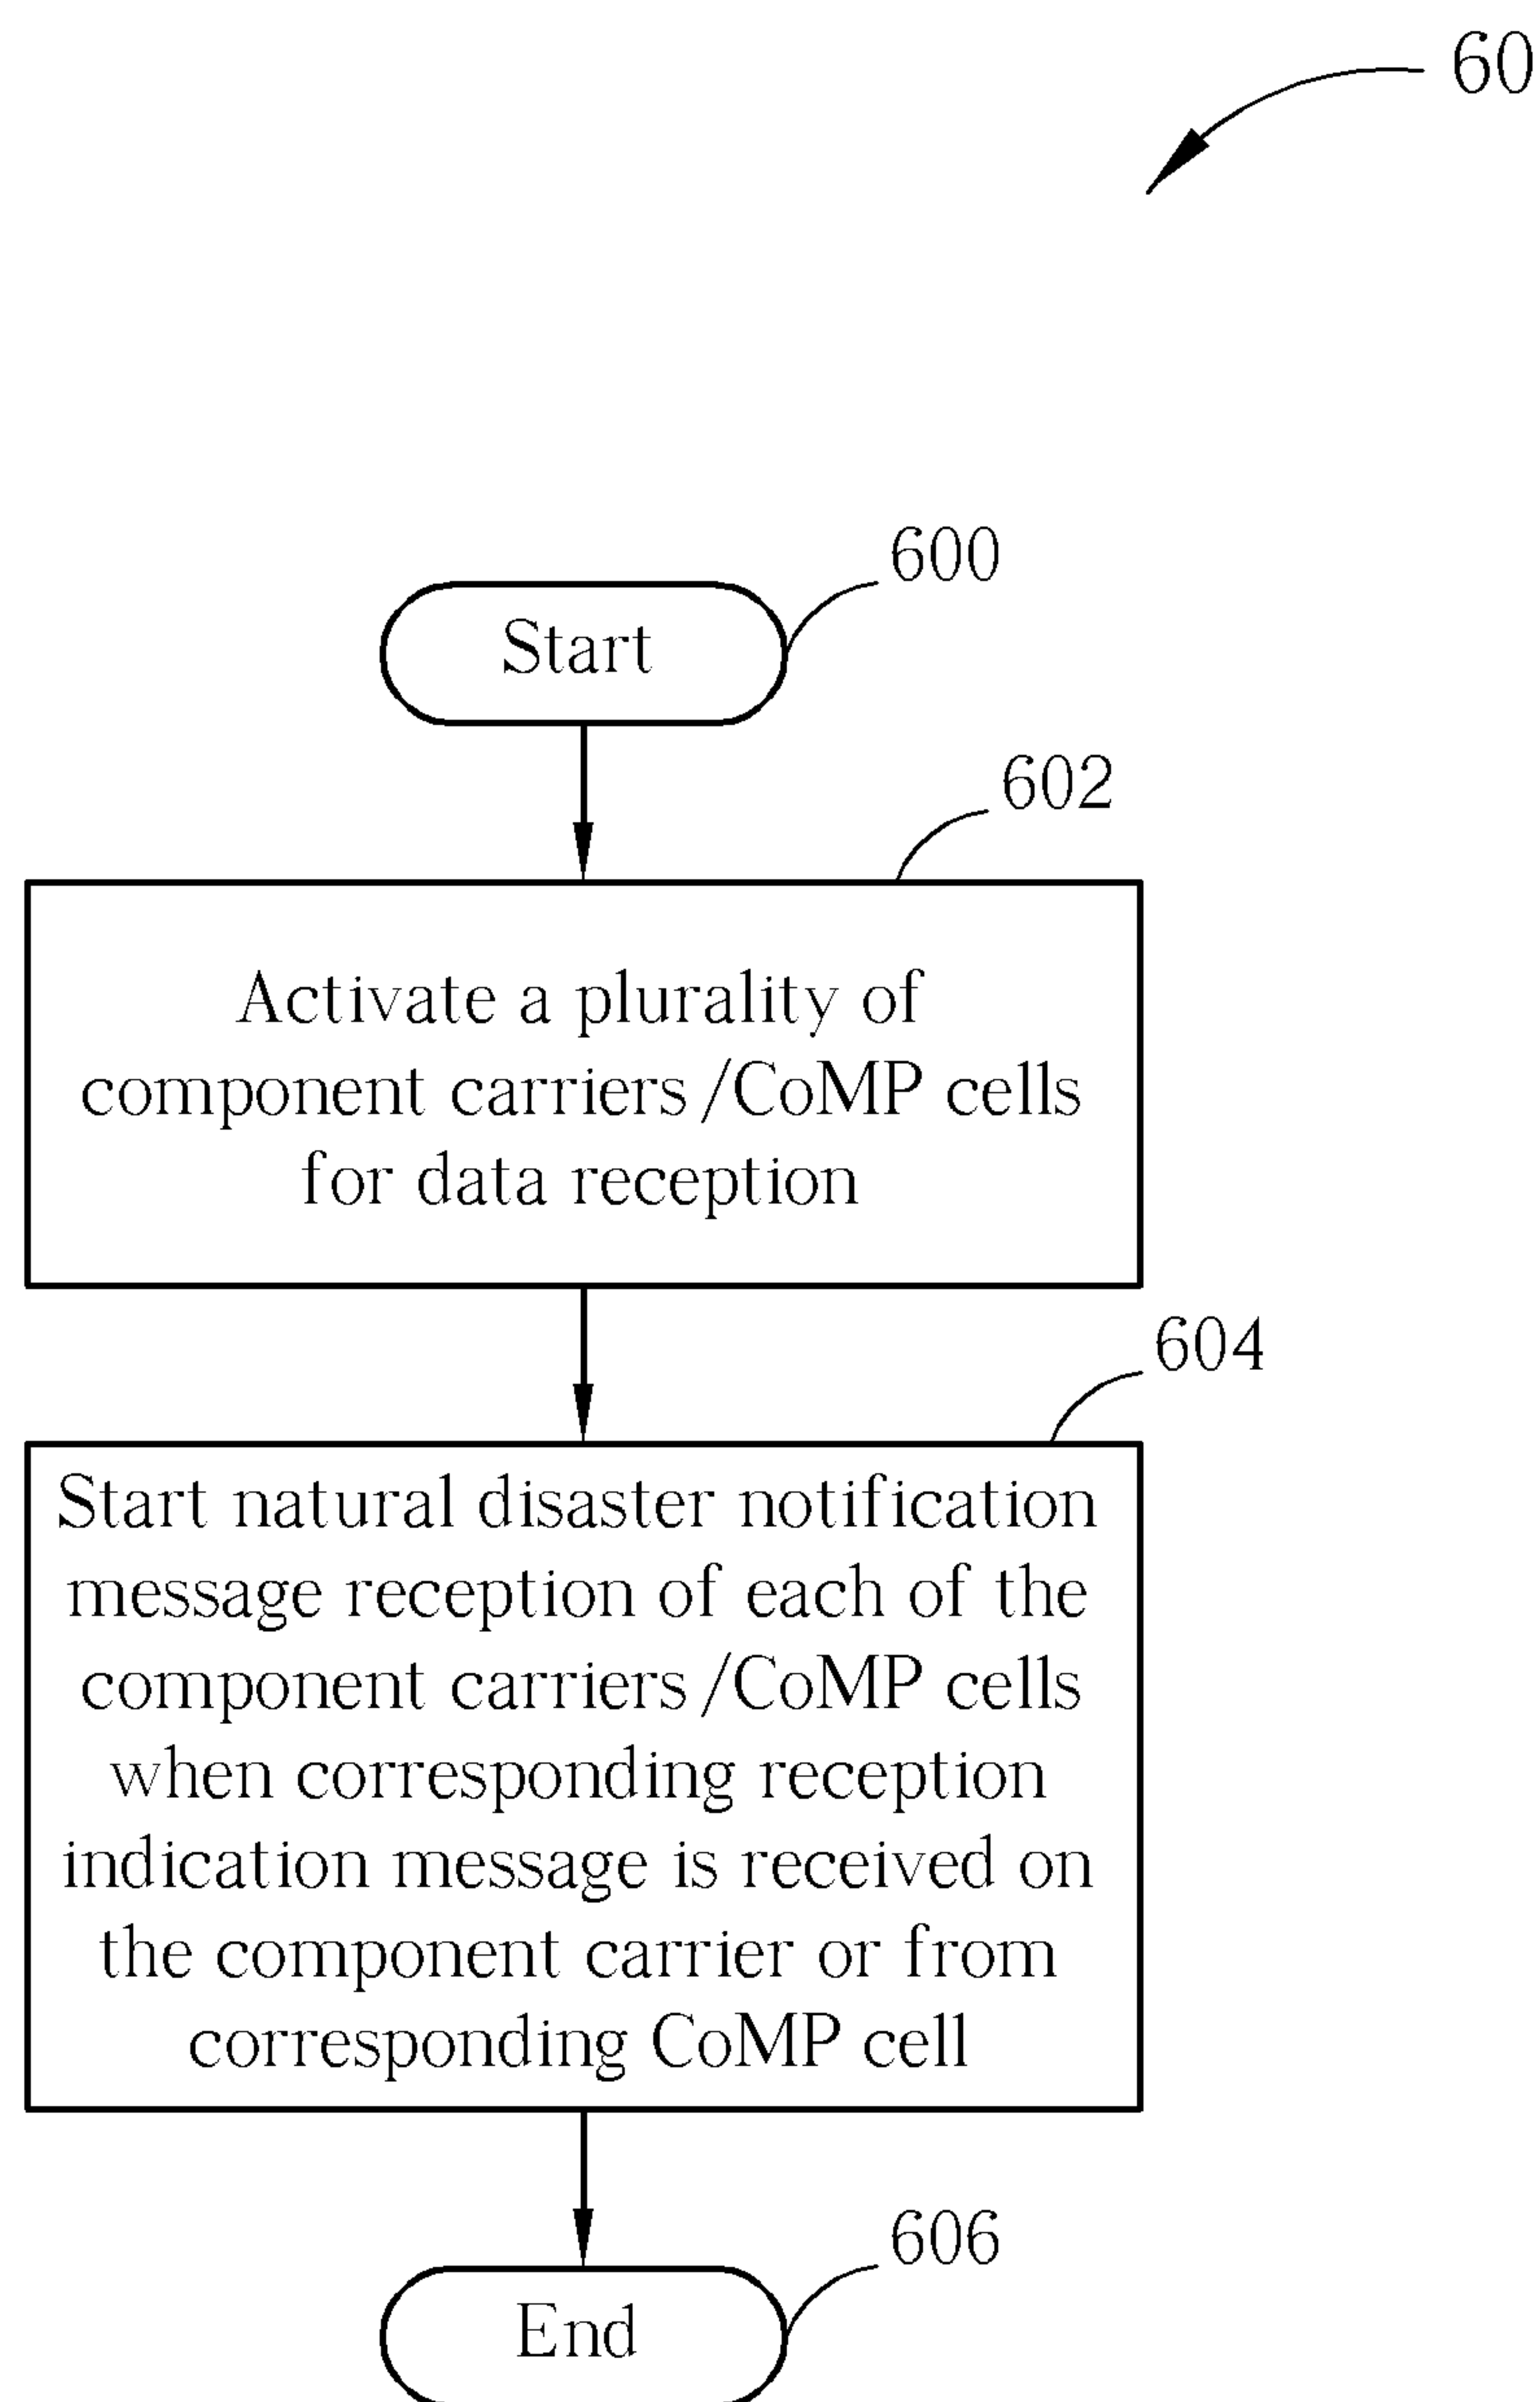 60
600
Start
602
Activate a plurality of
component carriers/CoMP cells
for data reception
604
Start natural disaster notification
message reception of each of the
component carriers/CoMP cells
when corresponding reception
indication message is received on
the component carrier or from
corresponding CoMP cell
606
End